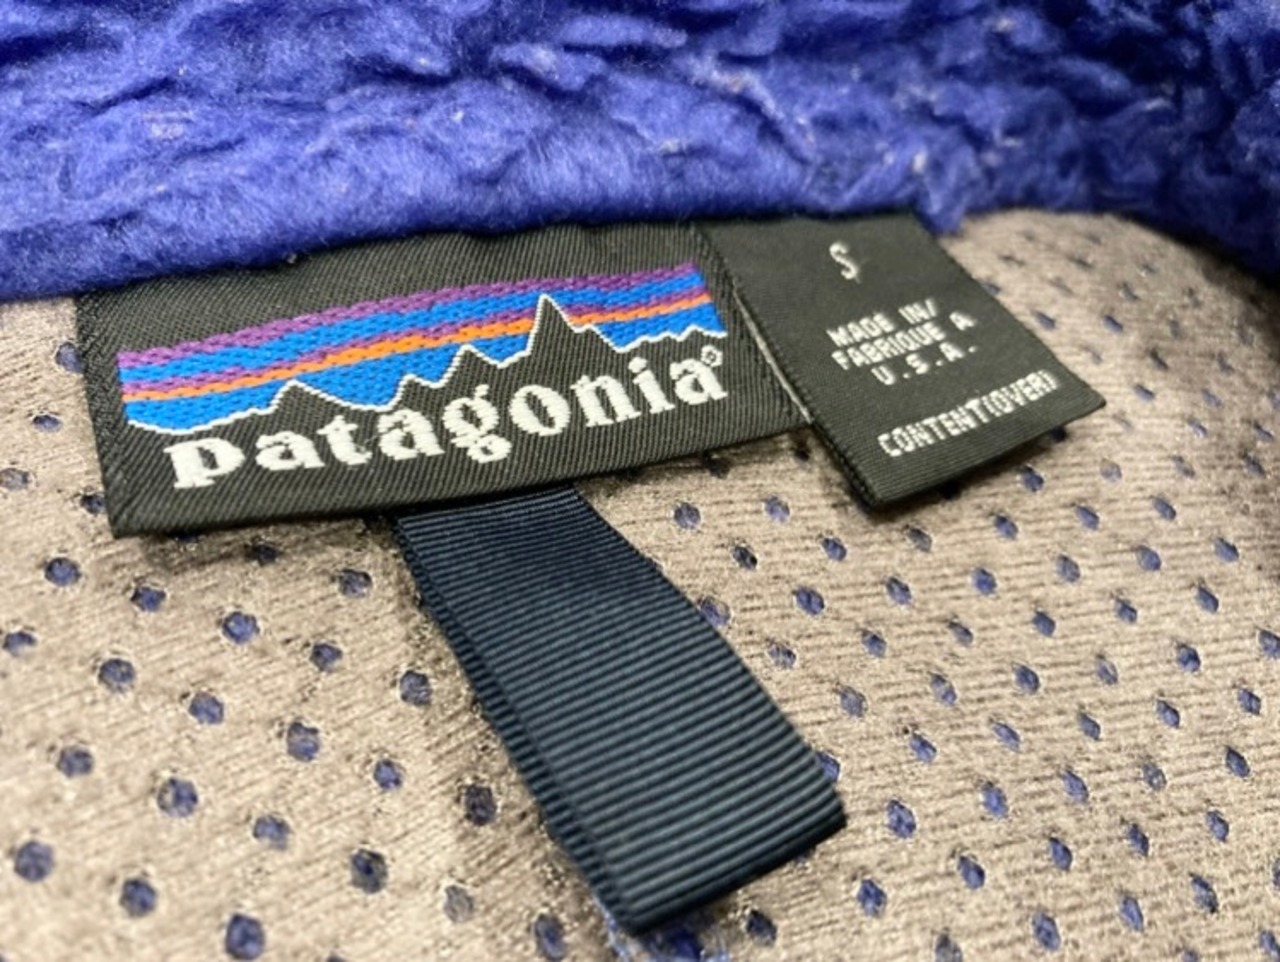 patagonia®
S
MADE IN/
FABRIQUE A
U.S.A.
CONTENT(OVER)